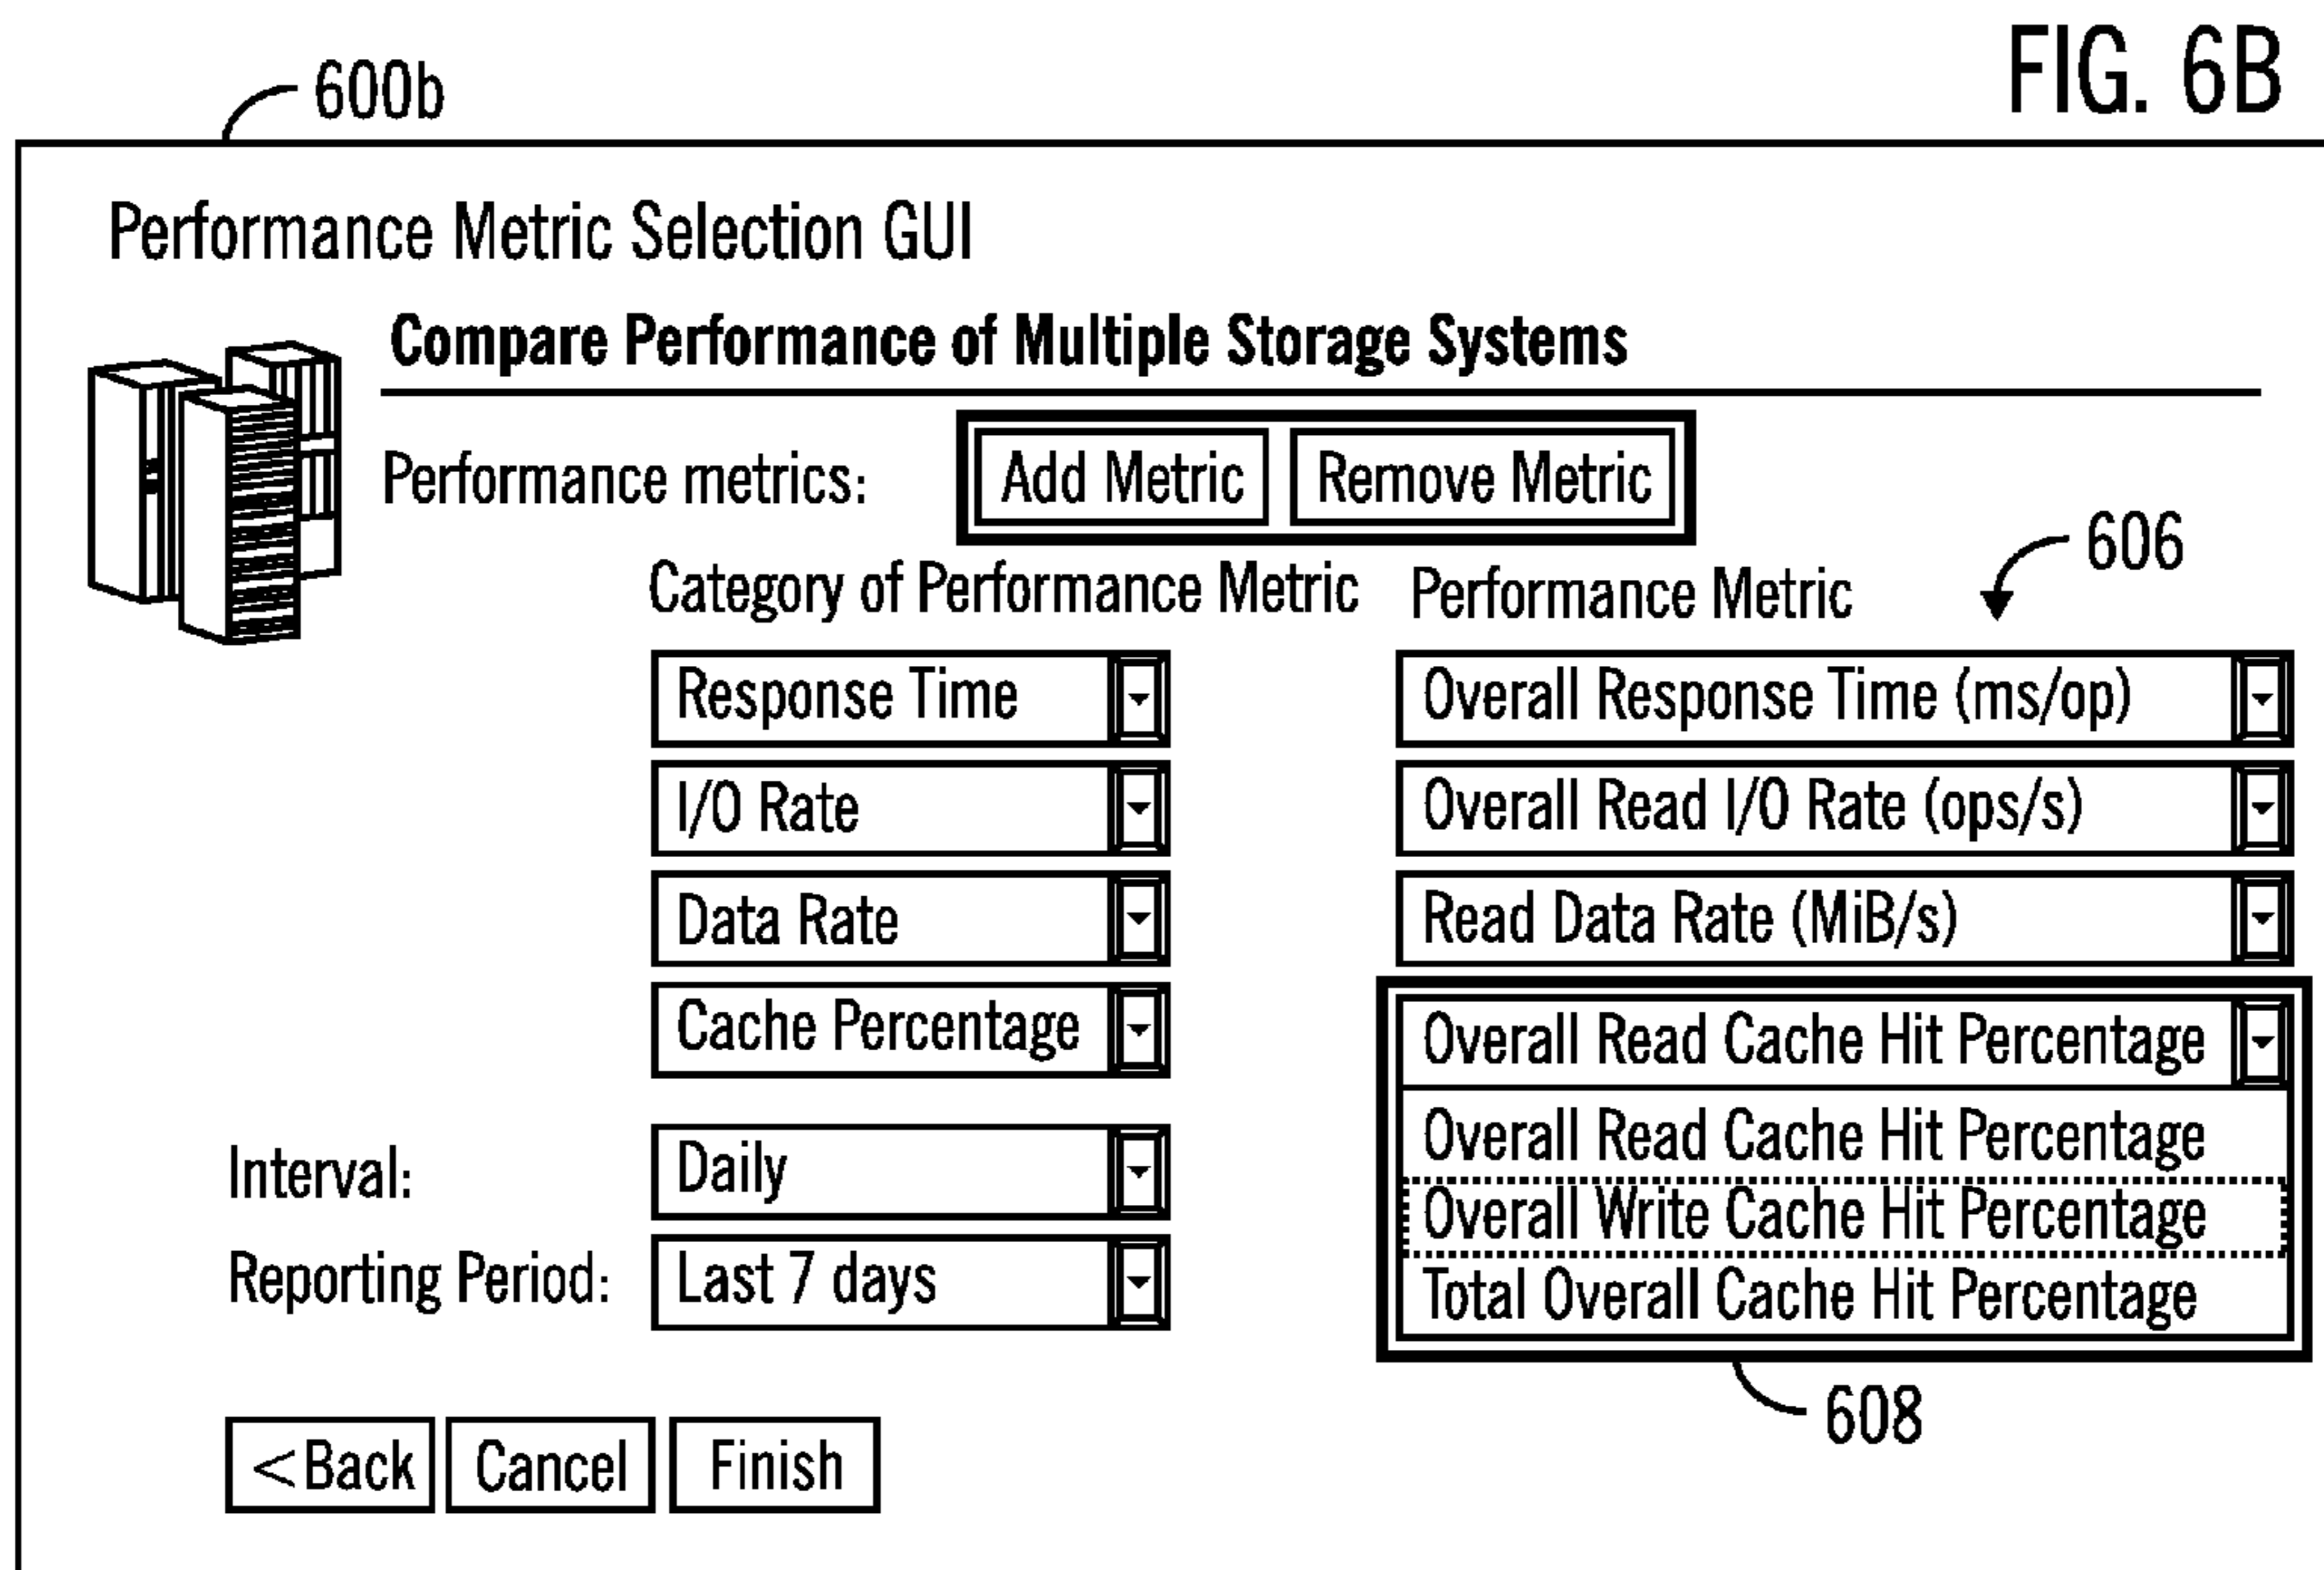 FIG. 6B
600b
Performance Metric Selection GUI
Compare Performance of Multiple Storage Systems
Performance metrics: Add Metric Remove Metric
606
Category of Performance Metric Performance Metric
Response Time Overall Response Time (ms/op)
I/O Rate Overall Read I/O Rate (ops/s)
Data Rate Read Data Rate (MiB/s)
Cache Percentage Overall Read Cache Hit Percentage
Overall Read Cache Hit Percentage
Interval: Daily Overall Write Cache Hit Percentage
Reporting Period: Last 7 days Total Overall Cache Hit Percentage
608
<Back Cancel Finish